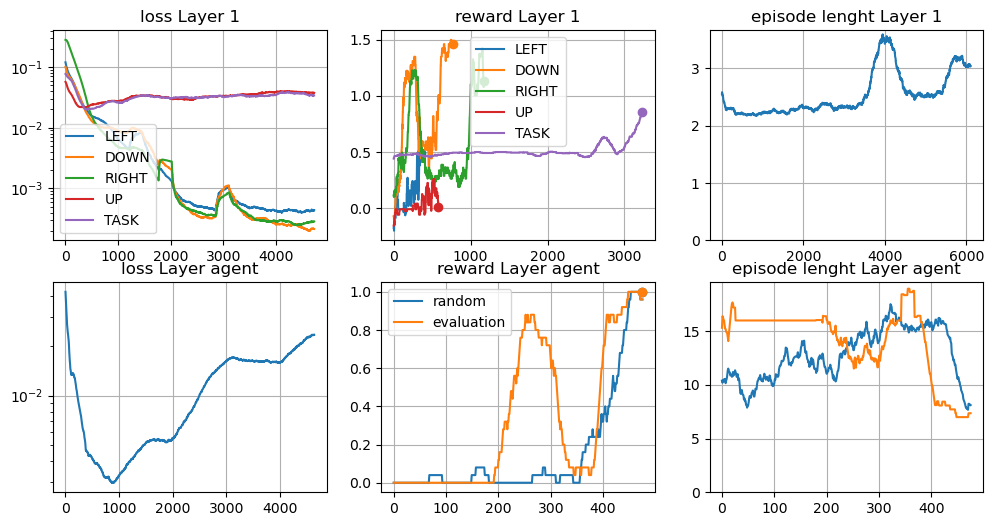 loss Layer 1
10⁻¹
10⁻²
10⁻³
LEFT
DOWN
RIGHT
UP
TASK
0 1000 2000 3000 4000
reward Layer 1
1.5
1.0
0.5
0.0
LEFT
DOWN
RIGHT
UP
TASK
0 1000 2000 3000
episode lenght Layer 1
3
2
1
0
0 2000 4000 6000
loss Layer agent
10⁻²
0 1000 2000 3000 4000
reward Layer agent
1.0
0.8
0.6
0.4
0.2
0.0
random
evaluation
0 200 400
episode lenght Layer agent
15
10
5
0
0 100 200 300 400